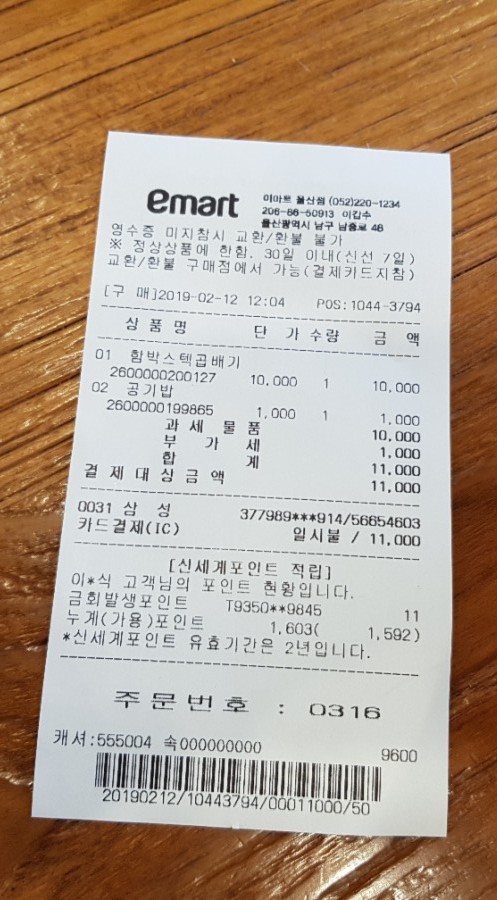 emart
이마트 울산점 (052)220-1234
206-86-50913 이갑수
울산광역시 남구 남중로 48
영수증 미지참시 교환/환불 불가
※ 정상상품에 한함, 30일 이내(신선 7일)
교환/환불 구매점에서 가능(결제카드지참)
[구 매]2019-02-12 12:04 POS:1044-3794
상 품 명 단 가 수량 금 액
01 함박스텍곱배기
2600000200127 10,000 1 10,000
02 공기밥
2600000199865 1,000 1 1,000
과 세 물 품 10,000
부 가 세 1,000
합 계 11,000
결 제 대 상 금 액 11,000
0031 삼 성 377989***914/56654603
카드결제(IC) 일시불 / 11,000
[신세계포인트 적립]
이*식 고객님의 포인트 현황입니다.
금회발생포인트 T9350**9845 11
누계(가용)포인트 1,603( 1,592)
*신세계포인트 유효기간은 2년입니다.
주문번호 : 0316
캐셔:555004 속000000000 9600
20190212/10443794/00011000/50